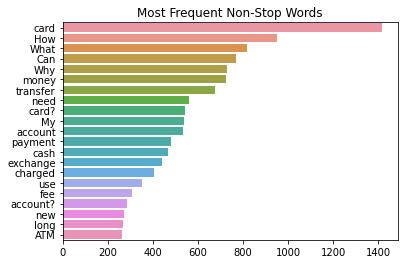 Most Frequent Non-Stop Words
card
How
What
Can
Why
money
transfer
need
card?
My
account
payment
cash
exchange
charged
use
fee
account?
new
long
ATM
0 200 400 600 800 1000 1200 1400